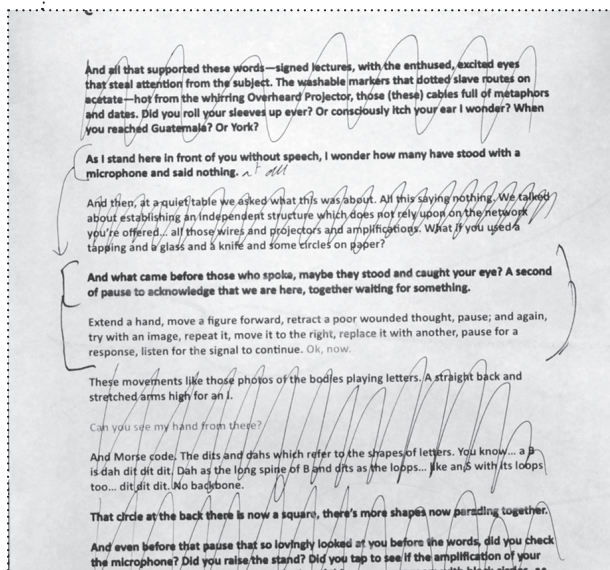 And all that supported these words—signed lectures, with the enthused, excited eyes
that steal attention from the subject. The washable markers that dotted slave routes on
acetate—hot from the whirring Overheard Projector, those (these) cables full of metaphors
and dates. Did you roll your sleeves up ever? Or consciously itch your ear I wonder? When
you reached Guatemala? Or York?
As I stand here in front of you without speech, I wonder how many have stood with a
microphone and said nothing. at all
And then, at a quiet table we asked what this was about. All this saying nothing. We talked
about establishing an independent structure which does not rely upon on the network
you're offered... all those wires and projectors and amplifications. What if you used a
tapping and a glass and a knife and some circles on paper?
And what came before those who spoke, maybe they stood and caught your eye? A second
of pause to acknowledge that we are here, together waiting for something.
Extend a hand, move a figure forward, retract a poor wounded thought, pause; and again,
try with an image, repeat it, move it to the right, replace it with another, pause for a
response, listen for the signal to continue. Ok, now.
These movements like those photos of the bodies playing letters. A straight back and
stretched arms high for an I.
Can you see my hand from there?
And Morse code. The dits and dahs which refer to the shapes of letters. You know... a B
is dah dit dit dit. Dah as the long spine of B and dits as the loops... like an S with its loops
too... dit dit dit. No backbone.
That circle at the back there is now a square, there's more shapes now parading together.
And even before that pause that so lovingly looked at you before the words, did you check
the microphone? Did you raise the stand? Did you tap to see if the amplification of your